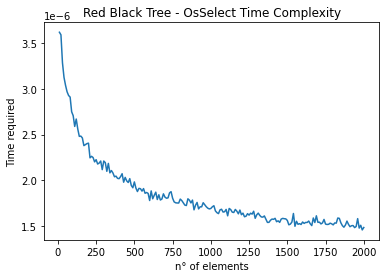 Red Black Tree - OsSelect Time Complexity
1e−6
3.5
3.0
2.5
2.0
1.5
Time required
0 250 500 750 1000 1250 1500 1750 2000
n° of elements